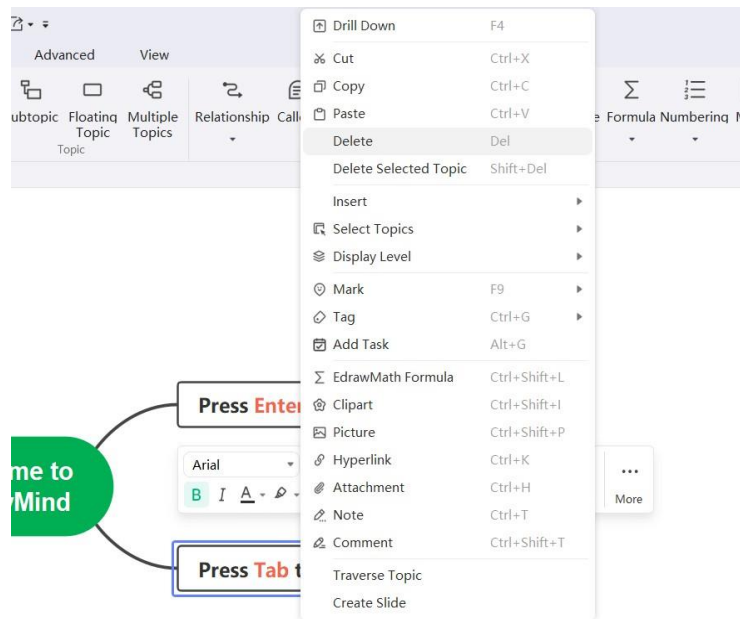 Advanced View
ubtopic Floating Topic Multiple Topics Relationship Call e Formula Numbering
Topic
Drill Down F4
Cut Ctrl+X
Copy Ctrl+C
Paste Ctrl+V
Delete Del
Delete Selected Topic Shift+Del
Insert
Select Topics
Display Level
Mark F9
Tag Ctrl+G
Add Task Alt+G
EdrawMath Formula Ctrl+Shift+L
Clipart Ctrl+Shift+I
Picture Ctrl+Shift+P
Hyperlink Ctrl+K
Attachment Ctrl+H
Note Ctrl+T
Comment Ctrl+Shift+T
Traverse Topic
Create Slide
Press Enter
Arial
B I A
More
me to
Mind
Press Tab t